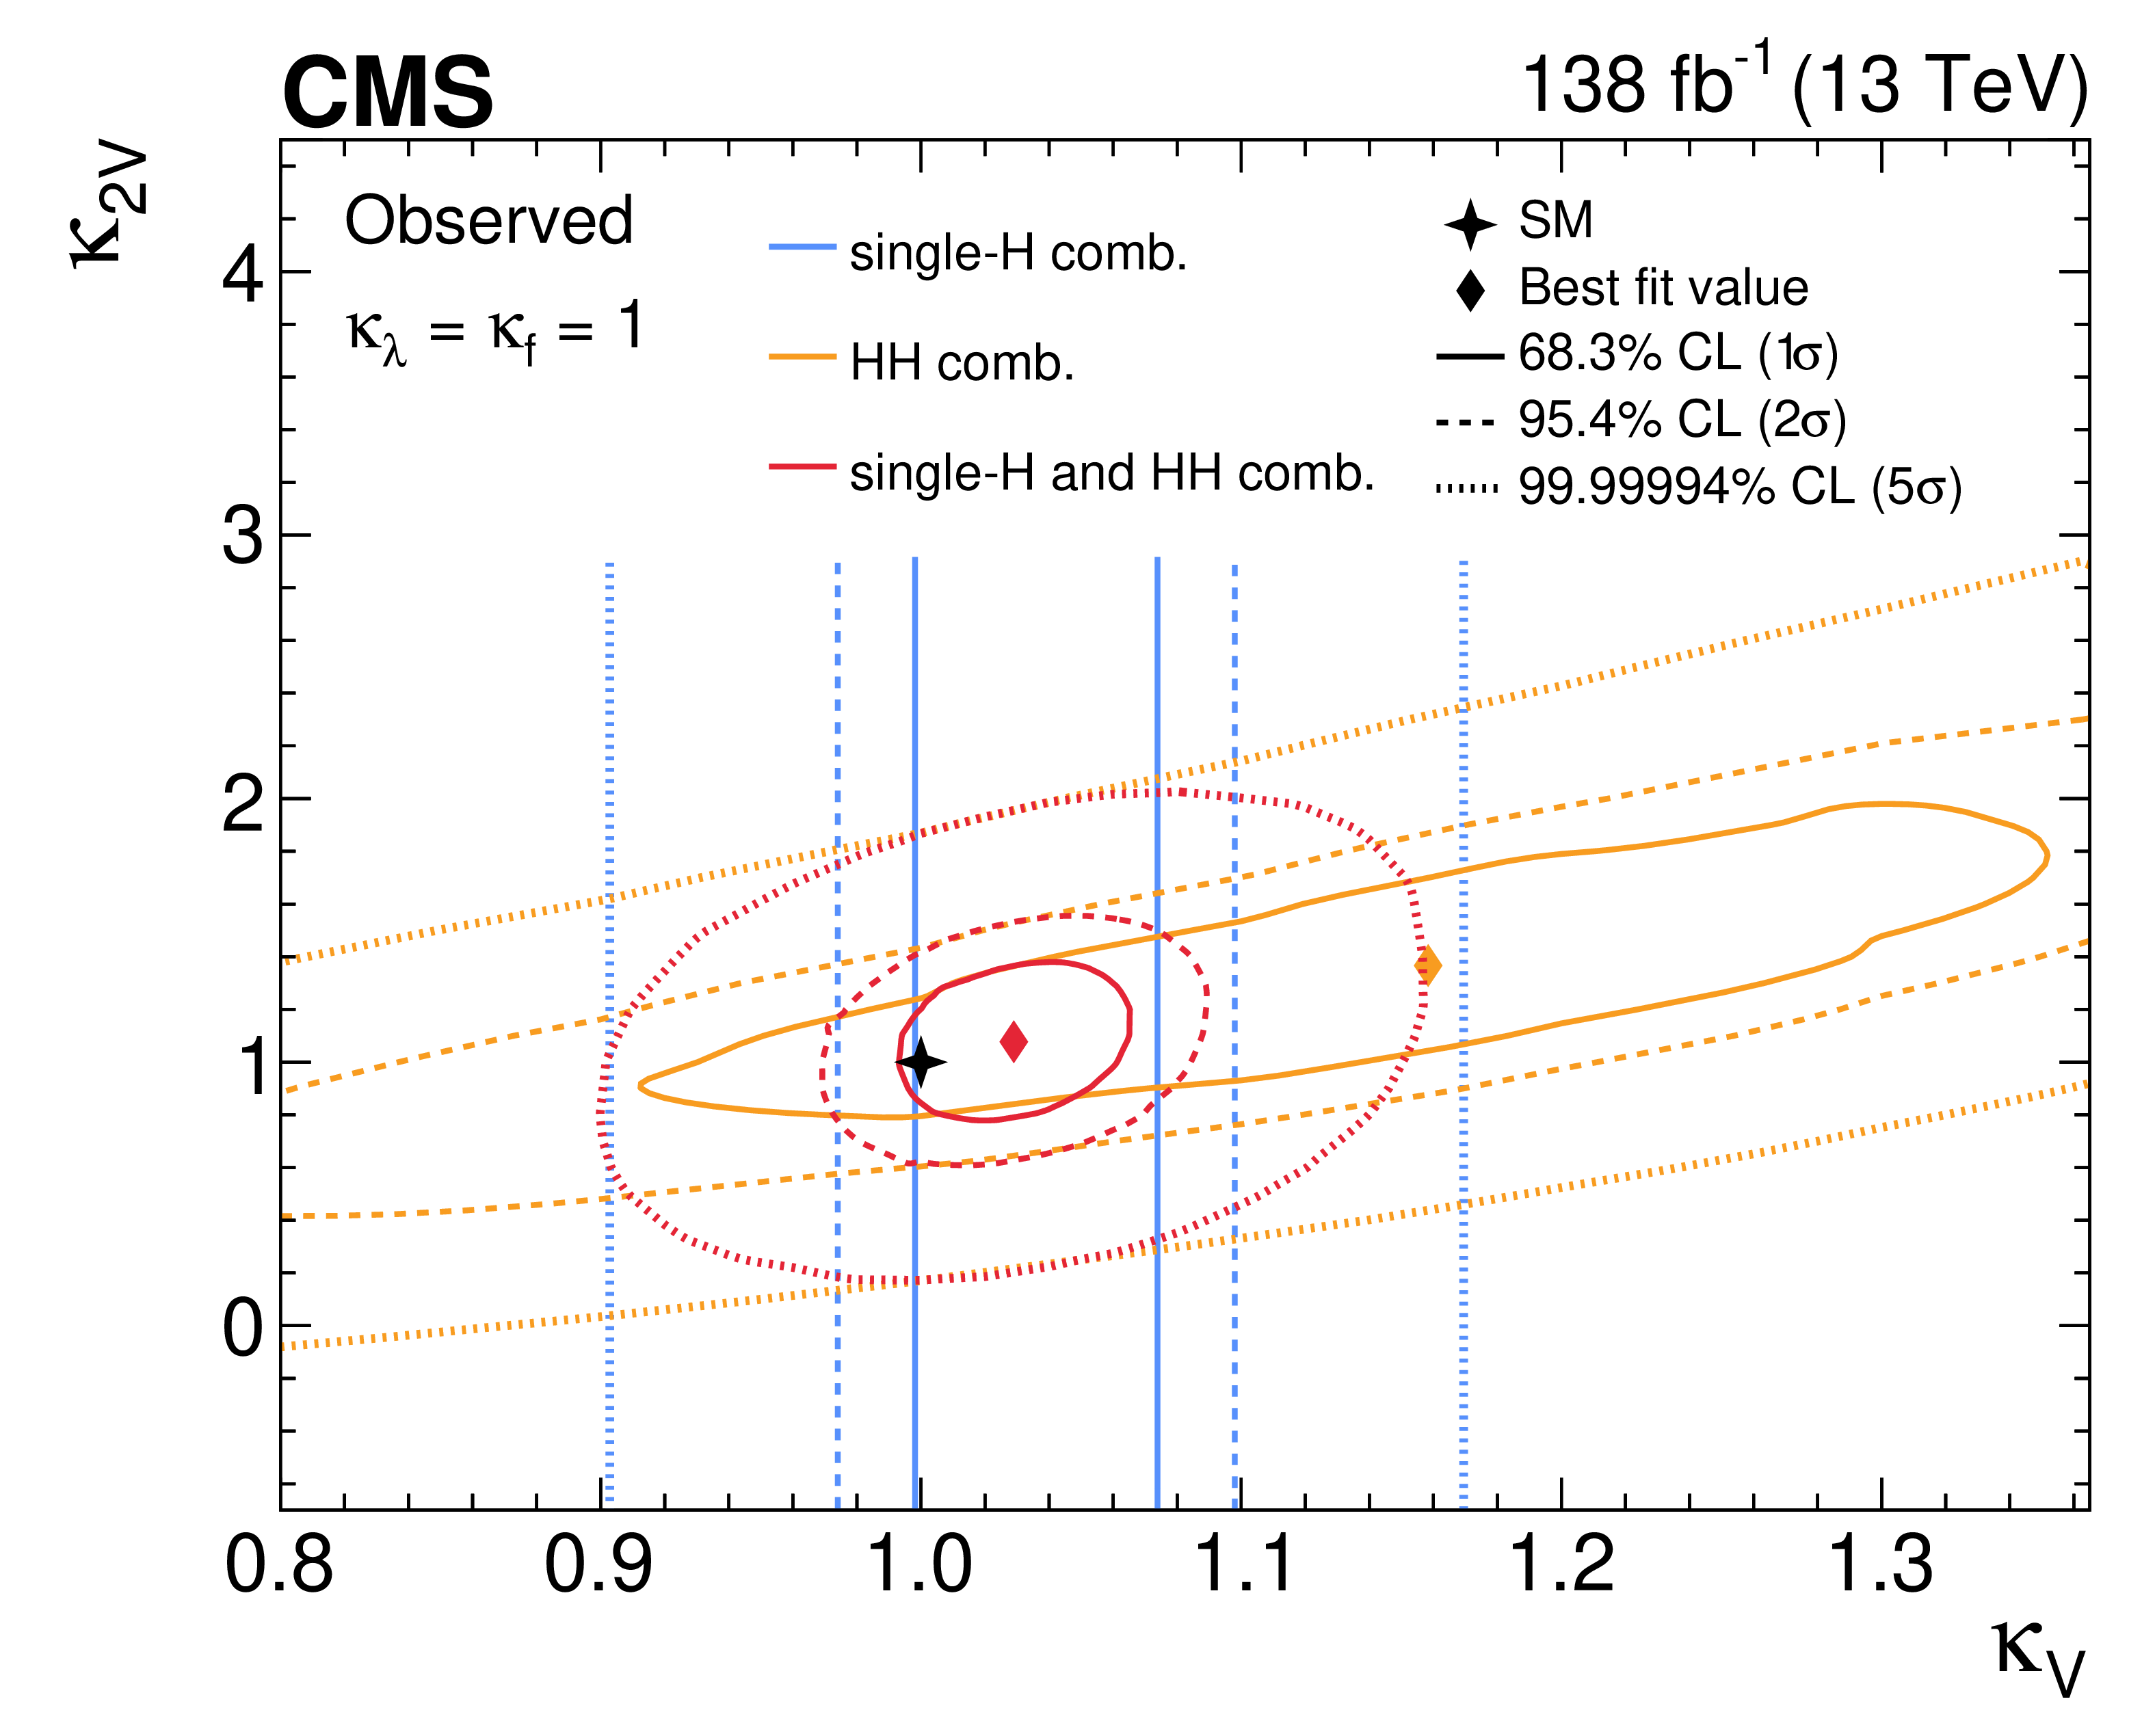 CMS
138 fb⁻¹ (13 TeV)
κ2V
Observed
κλ = κf = 1
single-H comb.
HH comb.
single-H and HH comb.
SM
Best fit value
68.3% CL (1σ)
95.4% CL (2σ)
99.99994% CL (5σ)
4
3
2
1
0
0.8 0.9 1.0 1.1 1.2 1.3
κV